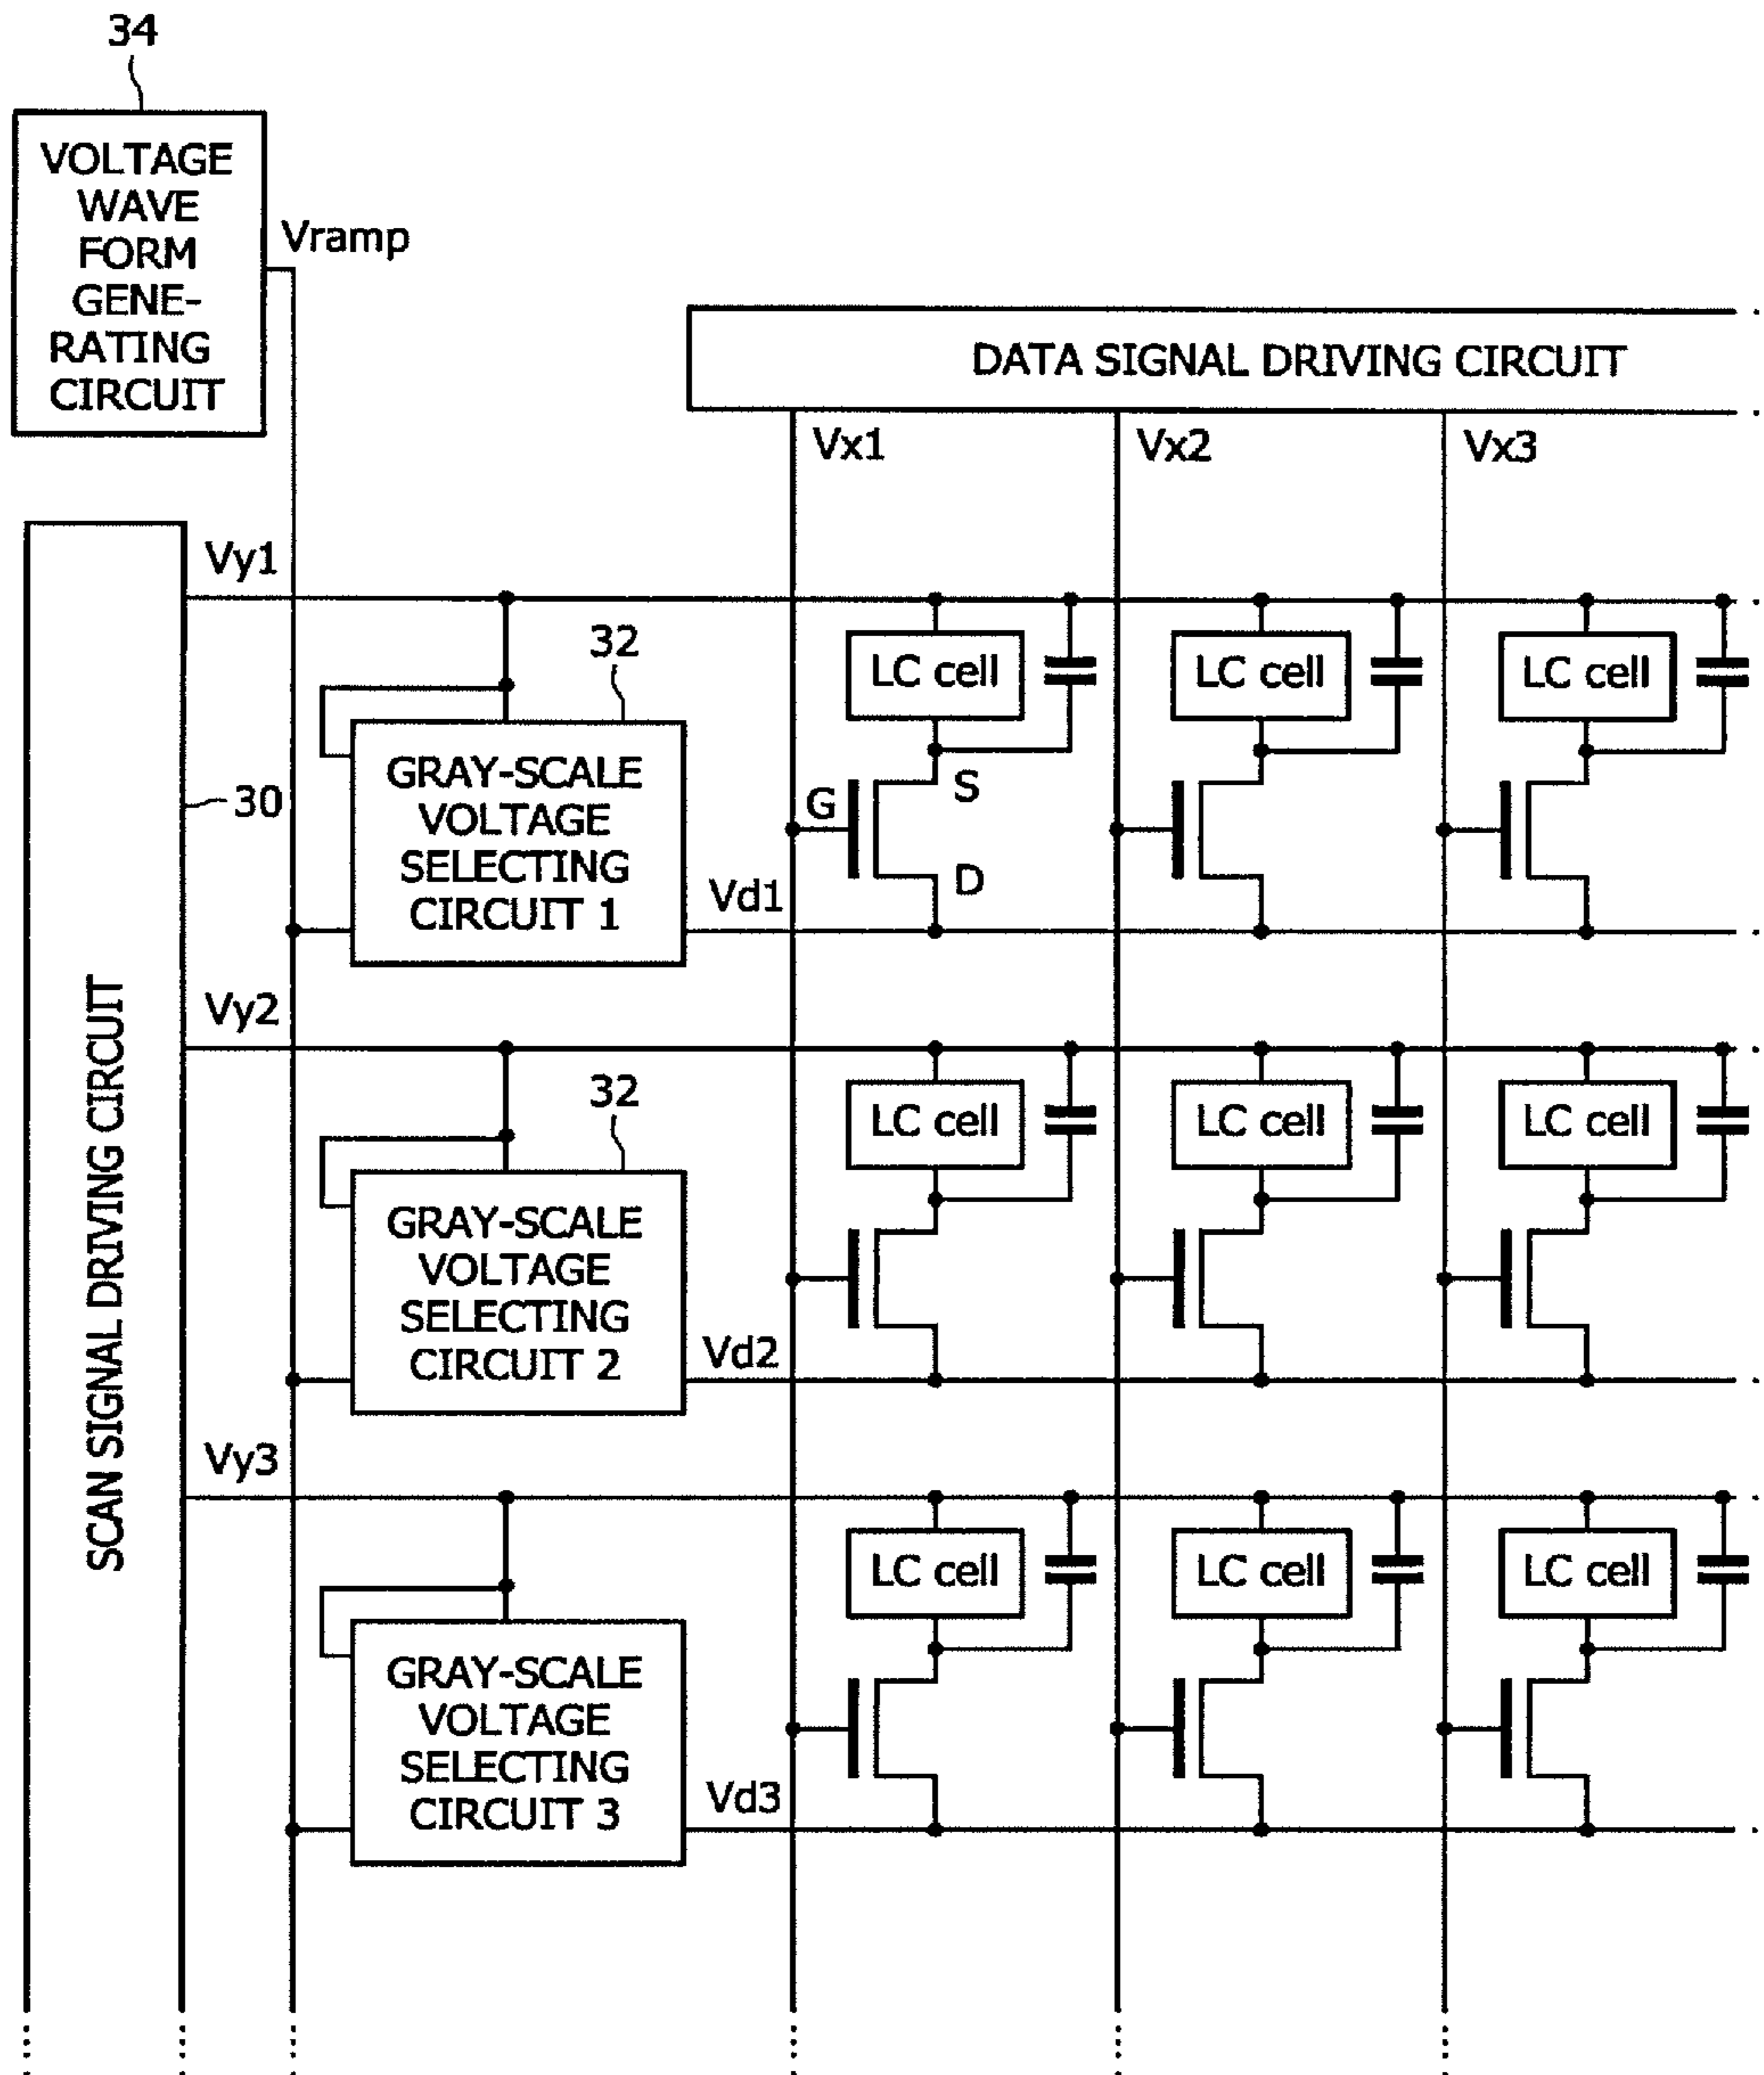 34
VOLTAGE
WAVE
FORM
GENE-
RATING
CIRCUIT
Vramp
DATA SIGNAL DRIVING CIRCUIT
Vx1
Vx2
Vx3
SCAN SIGNAL DRIVING CIRCUIT
30
Vy1
32
GRAY-SCALE
VOLTAGE
SELECTING
CIRCUIT 1
LC cell
LC cell
LC cell
G
S
D
Vd1
Vy2
32
GRAY-SCALE
VOLTAGE
SELECTING
CIRCUIT 2
LC cell
LC cell
LC cell
Vd2
Vy3
GRAY-SCALE
VOLTAGE
SELECTING
CIRCUIT 3
LC cell
LC cell
LC cell
Vd3